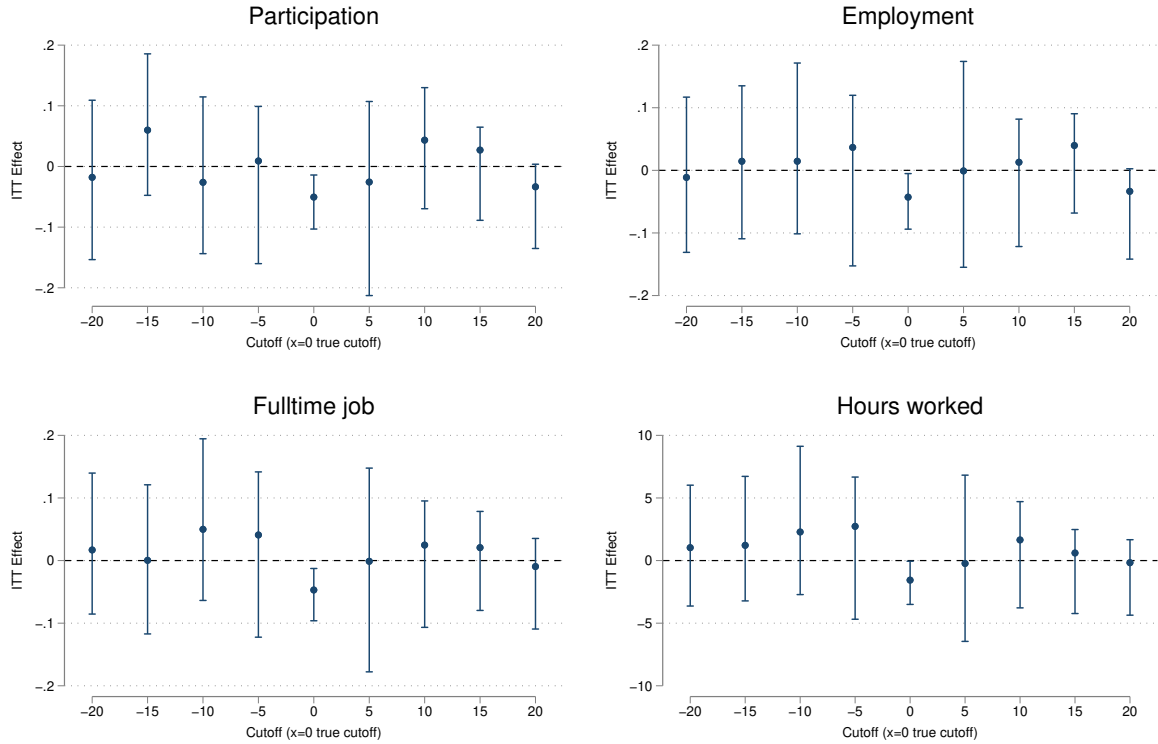 Participation
.2
.1
0
−.1
−.2
ITT Effect
−20 −15 −10 −5 0 5 10 15 20
Cutoff (x=0 true cutoff)
Employment
.2
.1
0
−.1
−.2
ITT Effect
−20 −15 −10 −5 0 5 10 15 20
Cutoff (x=0 true cutoff)
Fulltime job
.2
.1
0
−.1
−.2
ITT Effect
−20 −15 −10 −5 0 5 10 15 20
Cutoff (x=0 true cutoff)
Hours worked
10
5
0
−5
−10
ITT Effect
−20 −15 −10 −5 0 5 10 15 20
Cutoff (x=0 true cutoff)